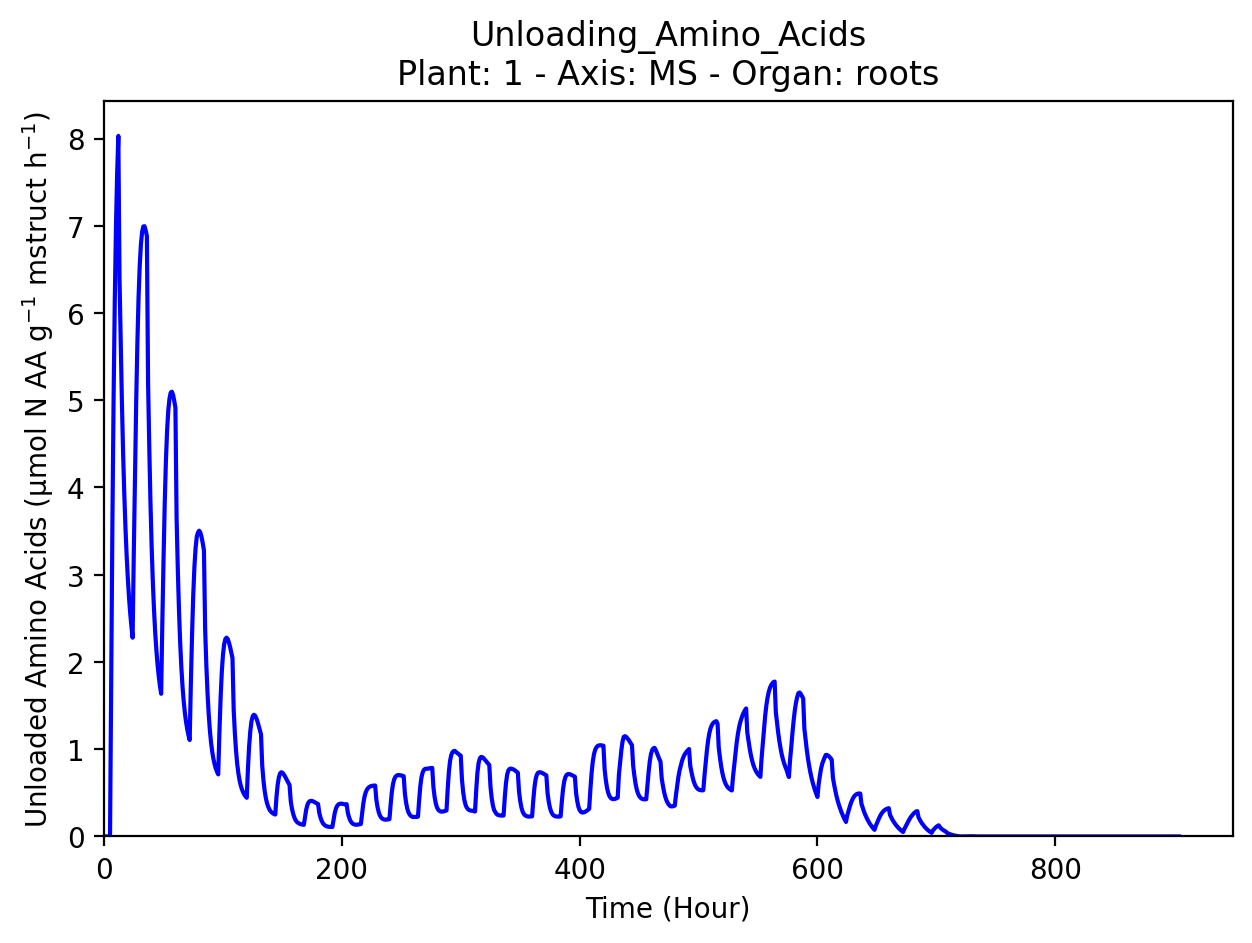 Unloading_Amino_Acids
Plant: 1 - Axis: MS - Organ: roots
Unloaded Amino Acids (µmol N AA g⁻¹ mstruct h⁻¹)
8
7
6
5
4
3
2
1
0
0 200 400 600 800
Time (Hour)